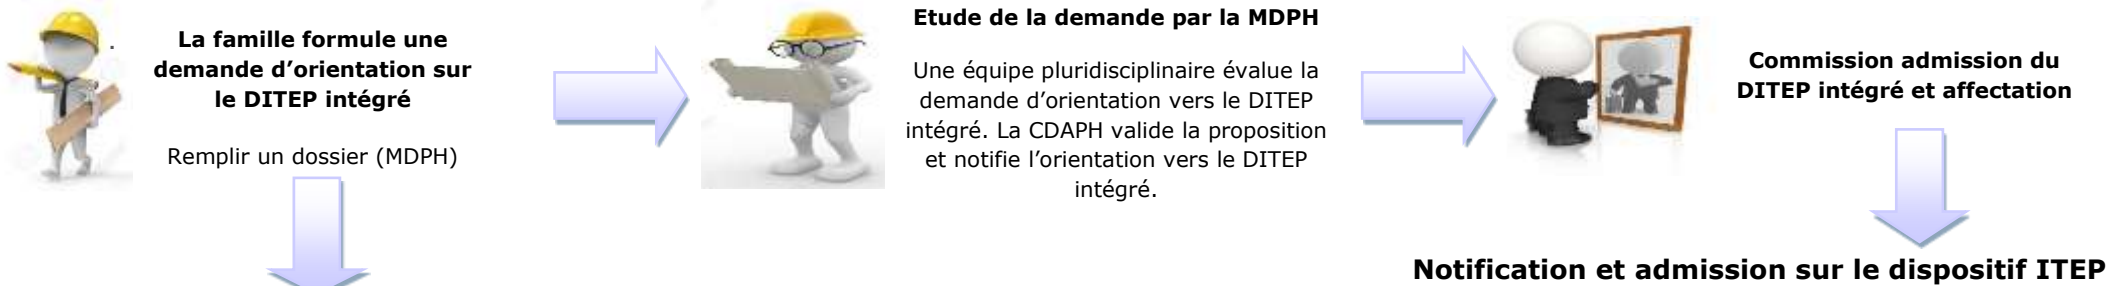 La famille formule une
demande d’orientation sur
le DITEP intégré
Remplir un dossier (MDPH)
Etude de la demande par la MDPH
Une équipe pluridisciplinaire évalue la
demande d’orientation vers le DITEP
intégré. La CDAPH valide la proposition
et notifie l’orientation vers le DITEP
intégré.
Commission admission du
DITEP intégré et affectation
Notification et admission sur le dispositif ITEP